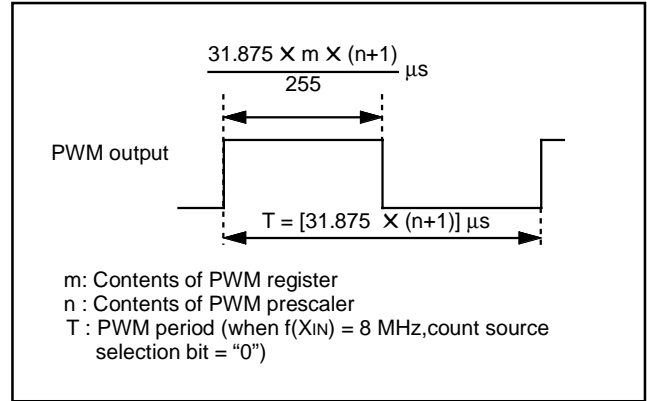 31.875 × m × (n+1)
255
μs
PWM output
T = [31.875 × (n+1)] μs
m: Contents of PWM register
n : Contents of PWM prescaler
T : PWM period (when f(XIN) = 8 MHz,count source
selection bit = “0”)